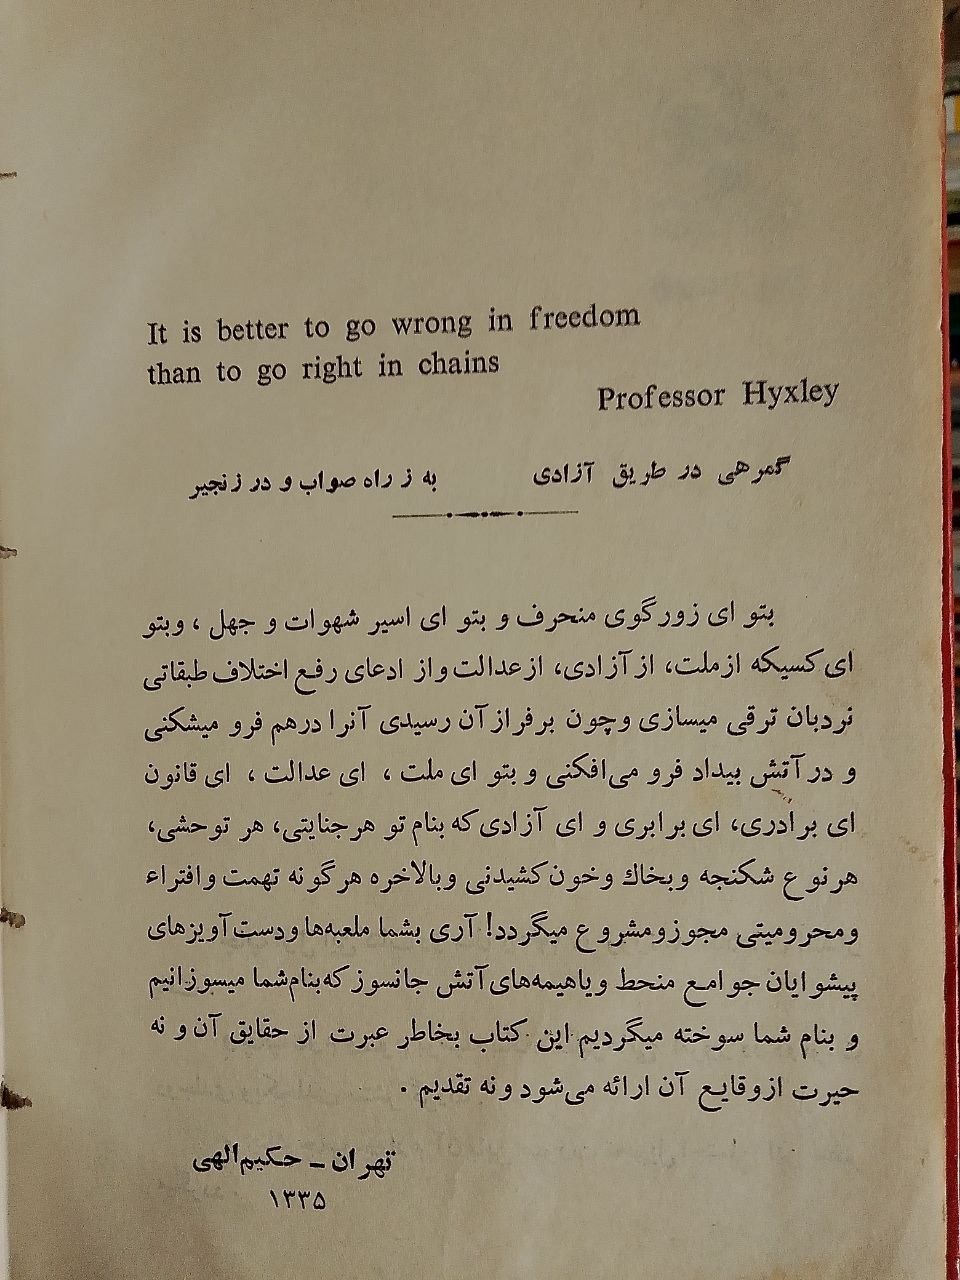 It is better to go wrong in freedom
than to go right in chains
Professor Hyxley
گمرهی در طریق آزادی به ز راه صواب و در زنجیر
بتو ای زورگوی منحرف و بتو ای اسیر شهوات و جهل ، وبتو
ای کسیکه ازملت، از آزادی، ازعدالت واز ادعای رفع اختلاف طبقاتی
نردبان ترقی میسازی وچون برفرازآن رسیدی آنرا درهم فرو میشکنی
و در آتش بیداد فرو می‌افکنی و بتو ای ملت ، ای عدالت ، ای قانون
ای برادری، ای برابری و ای آزادی که بنام تو هرجنایتی، هر توحشی،
هرنوع شکنجه وبخاك وخون کشیدنی وبالاخره هرگونه تهمت وافتراء
ومحرومیتی مجوزومشروع میگردد! آری بشما ملعبه‌ها ودست آویزهای
پیشوایان جوامع منحط ویاهیمه‌های آتش جانسوز که بنام شما میسوزانیم
و بنام شما سوخته میگردیم این کتاب بخاطر عبرت از حقایق آن و نه
حیرت ازوقایع آن ارائه می‌شود ونه تقدیم .
تهران ـ حکیم‌الهی
۱۳۳۵